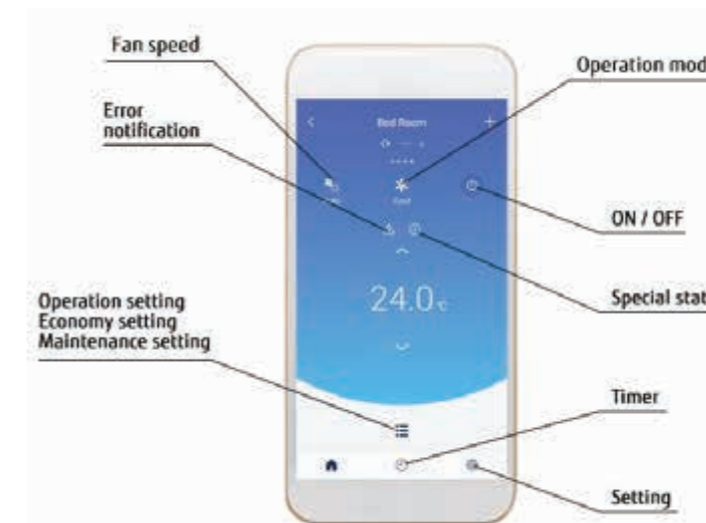 Fan speed
Operation mod
Error
notification
Bed Room
ON / OFF
Special stat
24.0°c
Operation setting
Economy setting
Maintenance setting
Timer
Setting